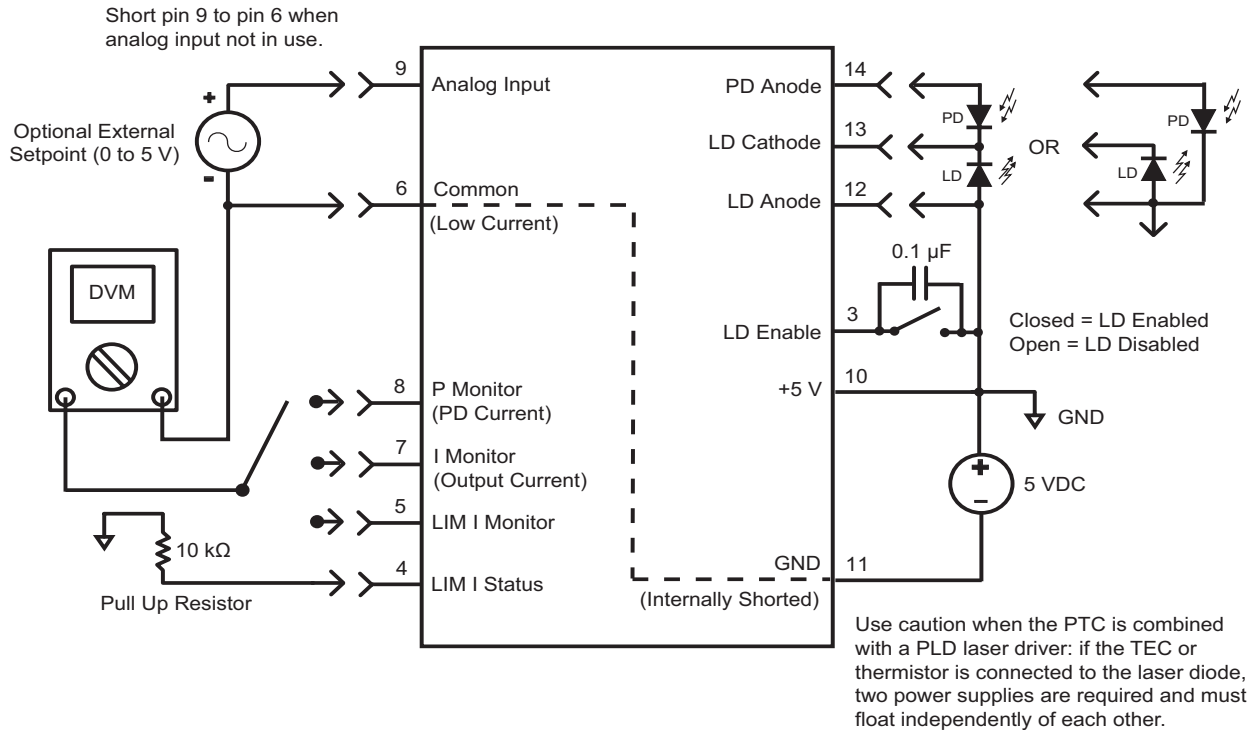 Short pin 9 to pin 6 when
analog input not in use.
+
Optional External
Setpoint (0 to 5 V)
-
9
Analog Input
6
Common
(Low Current)
DVM
8
P Monitor
(PD Current)
7
I Monitor
(Output Current)
5
LIM I Monitor
4
LIM I Status
10 kΩ
Pull Up Resistor
PD Anode
14
LD Cathode
13
LD Anode
12
PD
LD
OR
PD
LD
0.1 µF
LD Enable
3
Closed = LD Enabled
Open = LD Disabled
+5 V
10
GND
+
–
5 VDC
GND
11
(Internally Shorted)
Use caution when the PTC is combined
with a PLD laser driver: if the TEC or
thermistor is connected to the laser diode,
two power supplies are required and must
float independently of each other.